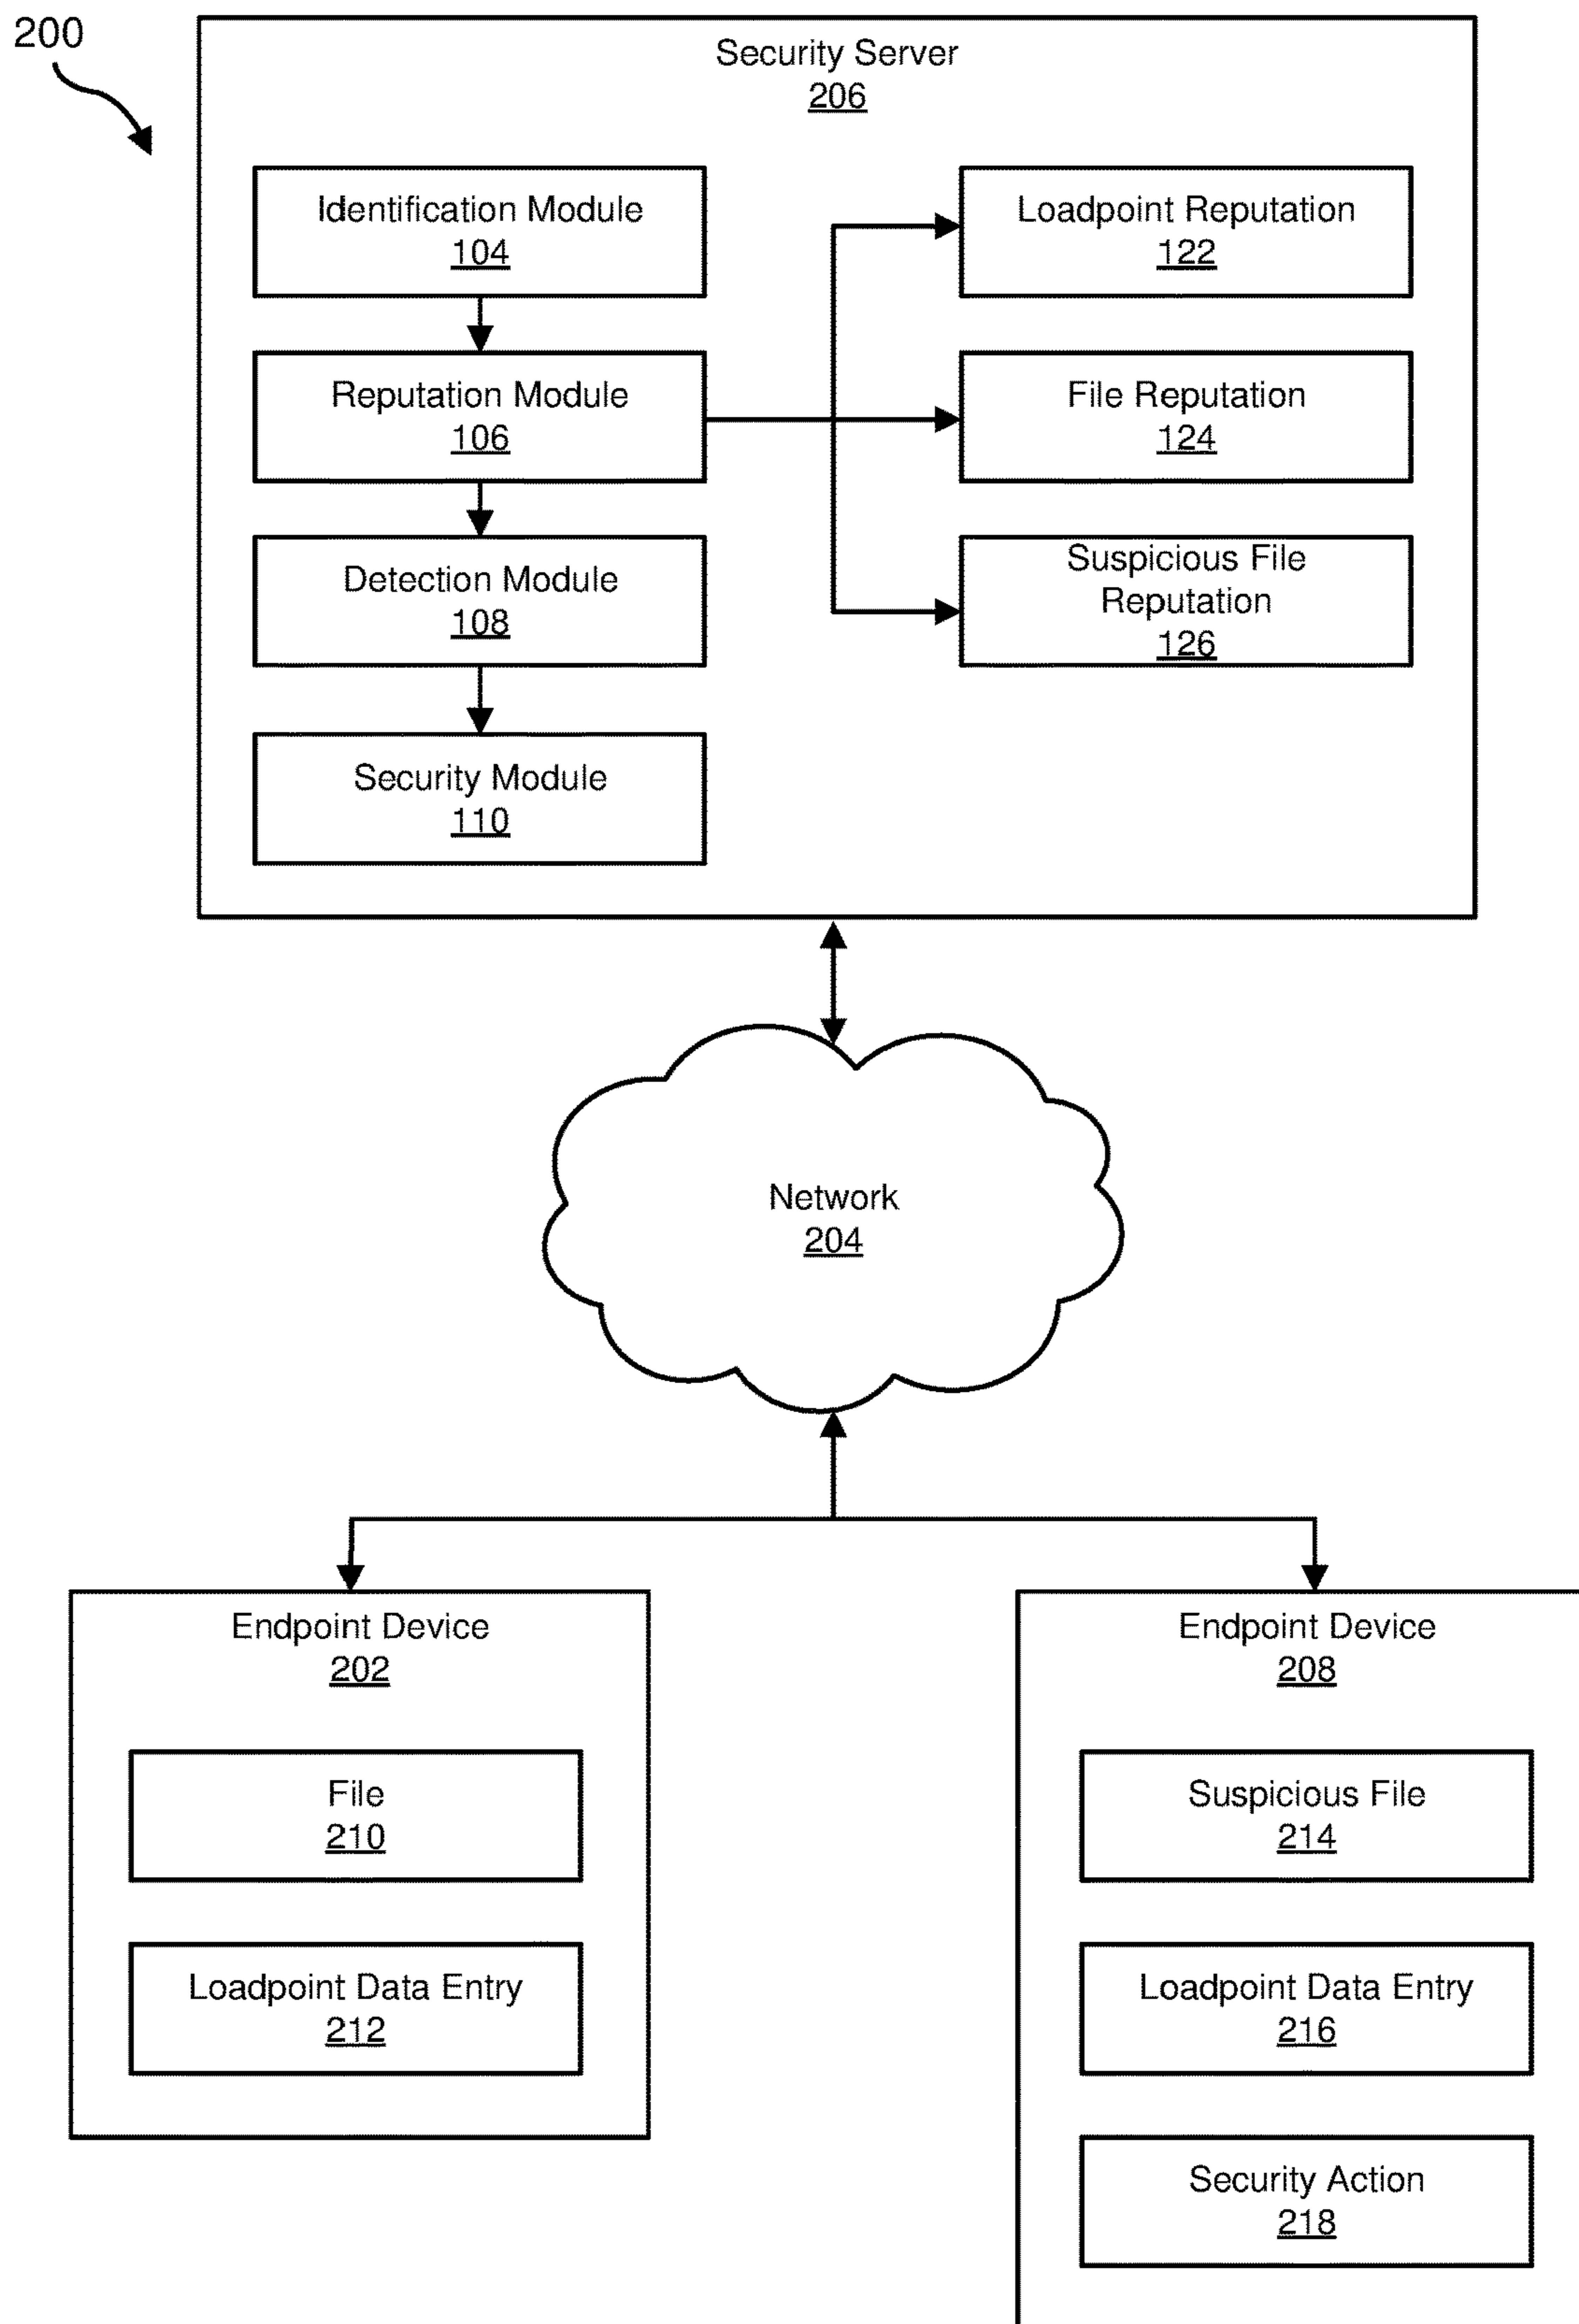 200
Security Server
206
Identification Module
104
Loadpoint Reputation
122
Reputation Module
106
File Reputation
124
Detection Module
108
Suspicious File
Reputation
126
Security Module
110
Network
204
Endpoint Device
202
File
210
Loadpoint Data Entry
212
Endpoint Device
208
Suspicious File
214
Loadpoint Data Entry
216
Security Action
218